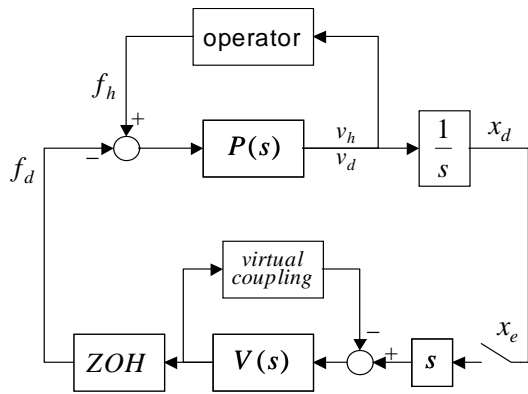 operator
f_h
+
−
f_d
P(s)
v_h
v_d
1
s
x_d
virtual
coupling
x_e
−
+
ZOH
V(s)
s